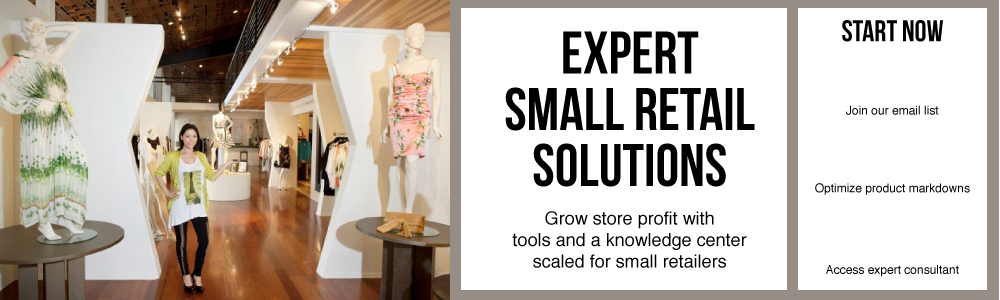 EXPERT
SMALL RETAIL
SOLUTIONS
Grow store profit with
tools and a knowledge center
scaled for small retailers
START NOW
Join our email list
Optimize product markdowns
Access expert consultant